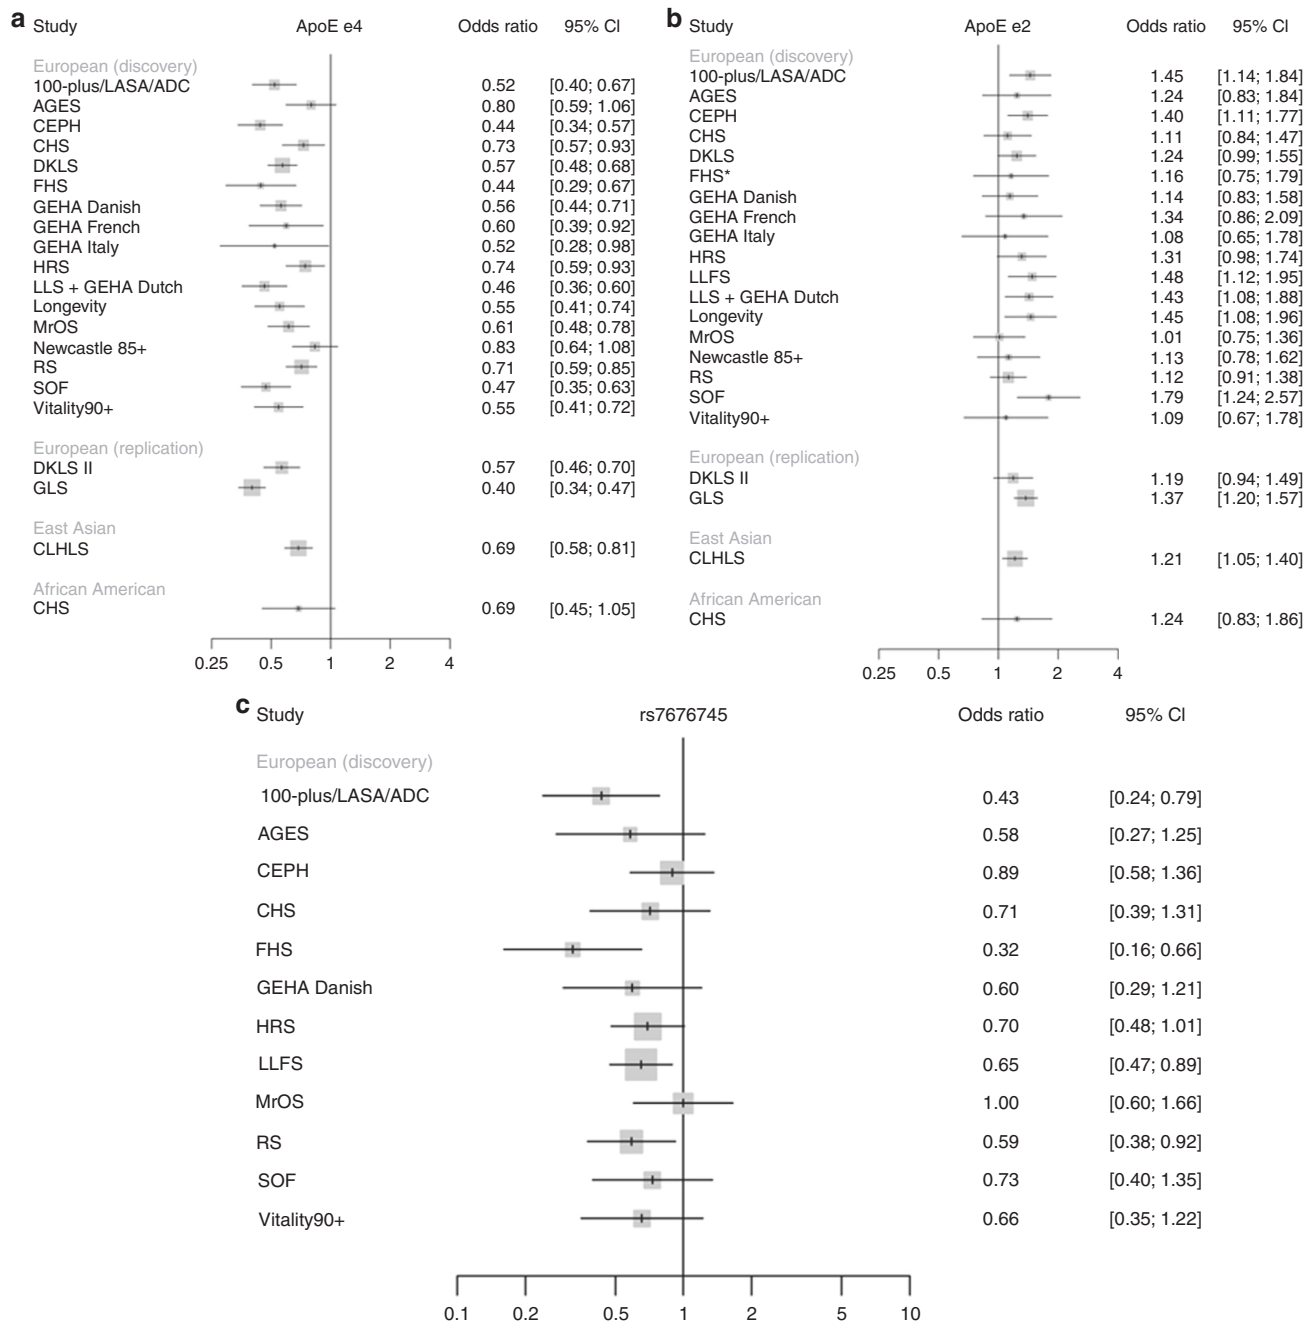 a Study ApoE e4 Odds ratio 95% CI
European (discovery)
100-plus/LASA/ADC 0.52 [0.40; 0.67]
AGES 0.80 [0.59; 1.06]
CEPH 0.44 [0.34; 0.57]
CHS 0.73 [0.57; 0.93]
DKLS 0.57 [0.48; 0.68]
FHS 0.44 [0.29; 0.67]
GEHA Danish 0.56 [0.44; 0.71]
GEHA French 0.60 [0.39; 0.92]
GEHA Italy 0.52 [0.28; 0.98]
HRS 0.74 [0.59; 0.93]
LLS + GEHA Dutch 0.46 [0.36; 0.60]
Longevity 0.55 [0.41; 0.74]
MrOS 0.61 [0.48; 0.78]
Newcastle 85+ 0.83 [0.64; 1.08]
RS 0.71 [0.59; 0.85]
SOF 0.47 [0.35; 0.63]
Vitality90+ 0.55 [0.41; 0.72]
European (replication)
DKLS II 0.57 [0.46; 0.70]
GLS 0.40 [0.34; 0.47]
East Asian
CLHLS 0.69 [0.58; 0.81]
African American
CHS 0.69 [0.45; 1.05]
0.25 0.5 1 2 4
b Study ApoE e2 Odds ratio 95% CI
European (discovery)
100-plus/LASA/ADC 1.45 [1.14; 1.84]
AGES 1.24 [0.83; 1.84]
CEPH 1.40 [1.11; 1.77]
CHS 1.11 [0.84; 1.47]
DKLS 1.24 [0.99; 1.55]
FHS* 1.16 [0.75; 1.79]
GEHA Danish 1.14 [0.83; 1.58]
GEHA French 1.34 [0.86; 2.09]
GEHA Italy 1.08 [0.65; 1.78]
HRS 1.31 [0.98; 1.74]
LLFS 1.48 [1.12; 1.95]
LLS + GEHA Dutch 1.43 [1.08; 1.88]
Longevity 1.45 [1.08; 1.96]
MrOS 1.01 [0.75; 1.36]
Newcastle 85+ 1.13 [0.78; 1.62]
RS 1.12 [0.91; 1.38]
SOF 1.79 [1.24; 2.57]
Vitality90+ 1.09 [0.67; 1.78]
European (replication)
DKLS II 1.19 [0.94; 1.49]
GLS 1.37 [1.20; 1.57]
East Asian
CLHLS 1.21 [1.05; 1.40]
African American
CHS 1.24 [0.83; 1.86]
0.25 0.5 1 2 4
c Study rs7676745 Odds ratio 95% CI
European (discovery)
100-plus/LASA/ADC 0.43 [0.24; 0.79]
AGES 0.58 [0.27; 1.25]
CEPH 0.89 [0.58; 1.36]
CHS 0.71 [0.39; 1.31]
FHS 0.32 [0.16; 0.66]
GEHA Danish 0.60 [0.29; 1.21]
HRS 0.70 [0.48; 1.01]
LLFS 0.65 [0.47; 0.89]
MrOS 1.00 [0.60; 1.66]
RS 0.59 [0.38; 0.92]
SOF 0.73 [0.40; 1.35]
Vitality90+ 0.66 [0.35; 1.22]
0.1 0.2 0.5 1 2 5 10